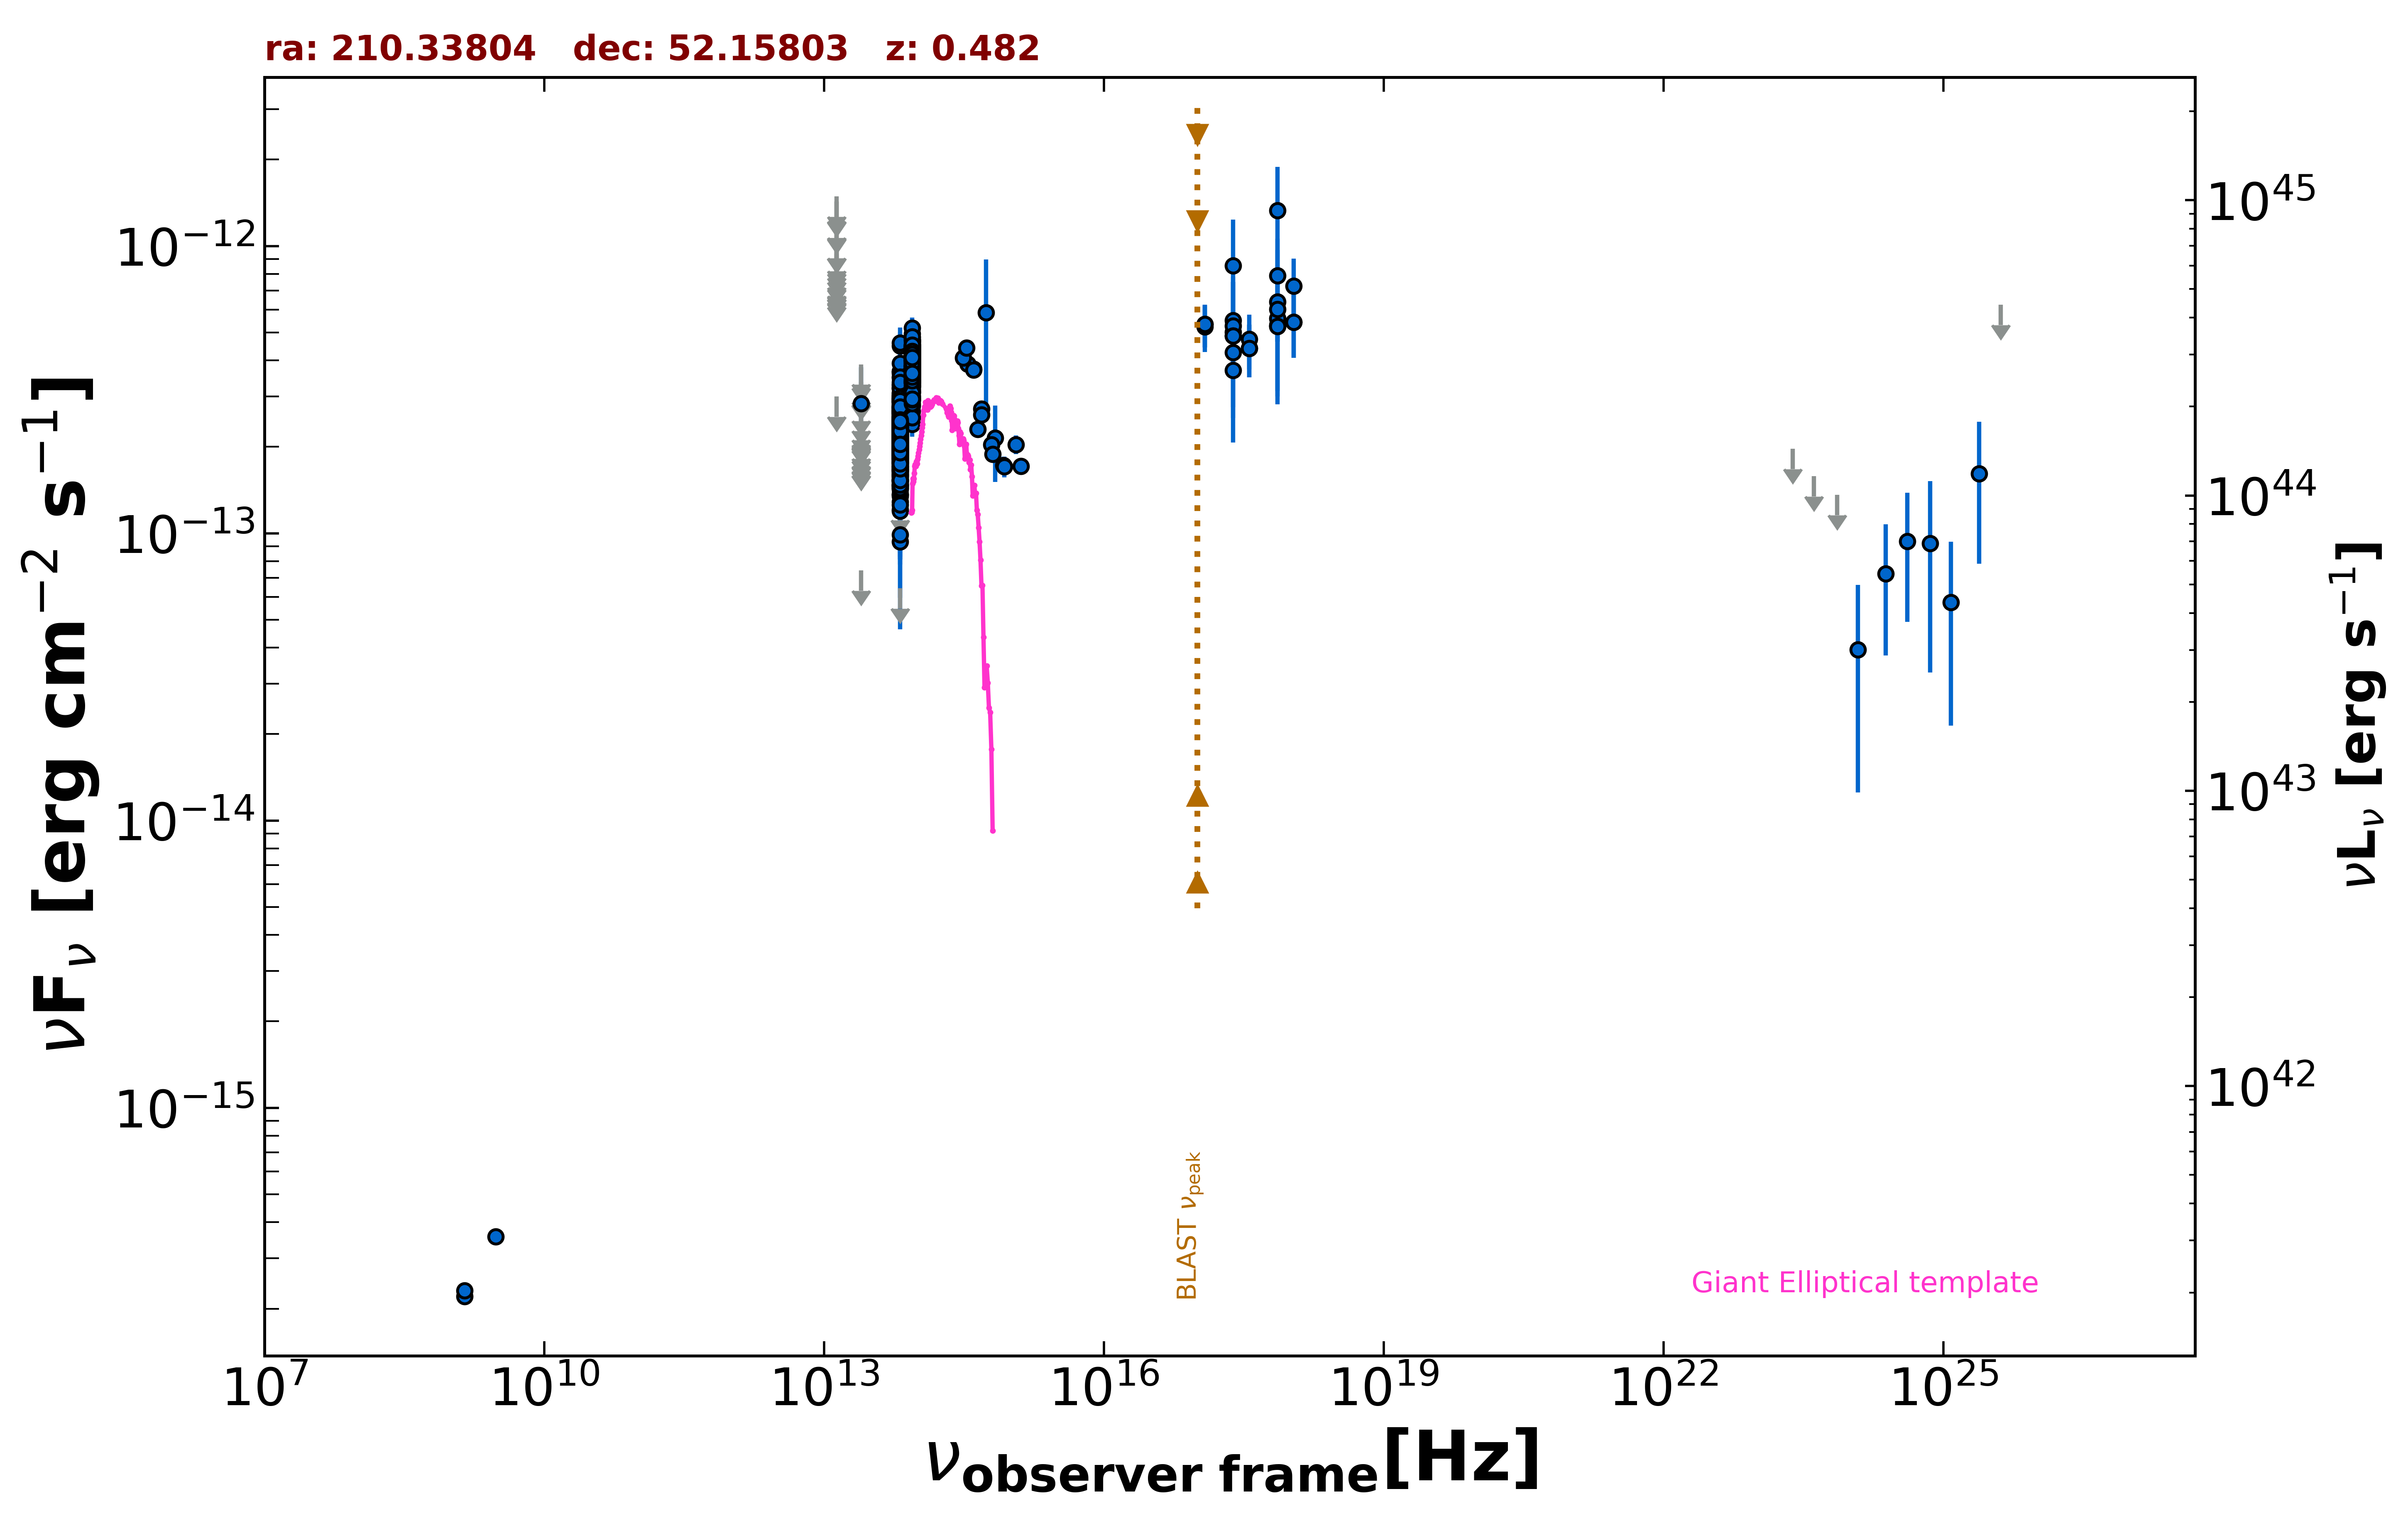 ra: 210.33804 dec: 52.15803 z: 0.482
νFν [erg cm⁻² s⁻¹]
10⁻¹²
10⁻¹³
10⁻¹⁴
10⁻¹⁵
10⁴⁵
10⁴⁴
10⁴³
10⁴²
νLν [erg s⁻¹]
BLAST νpeak
Giant Elliptical template
10⁷ 10¹⁰ 10¹³ 10¹⁶ 10¹⁹ 10²² 10²⁵
νobserver frame[Hz]